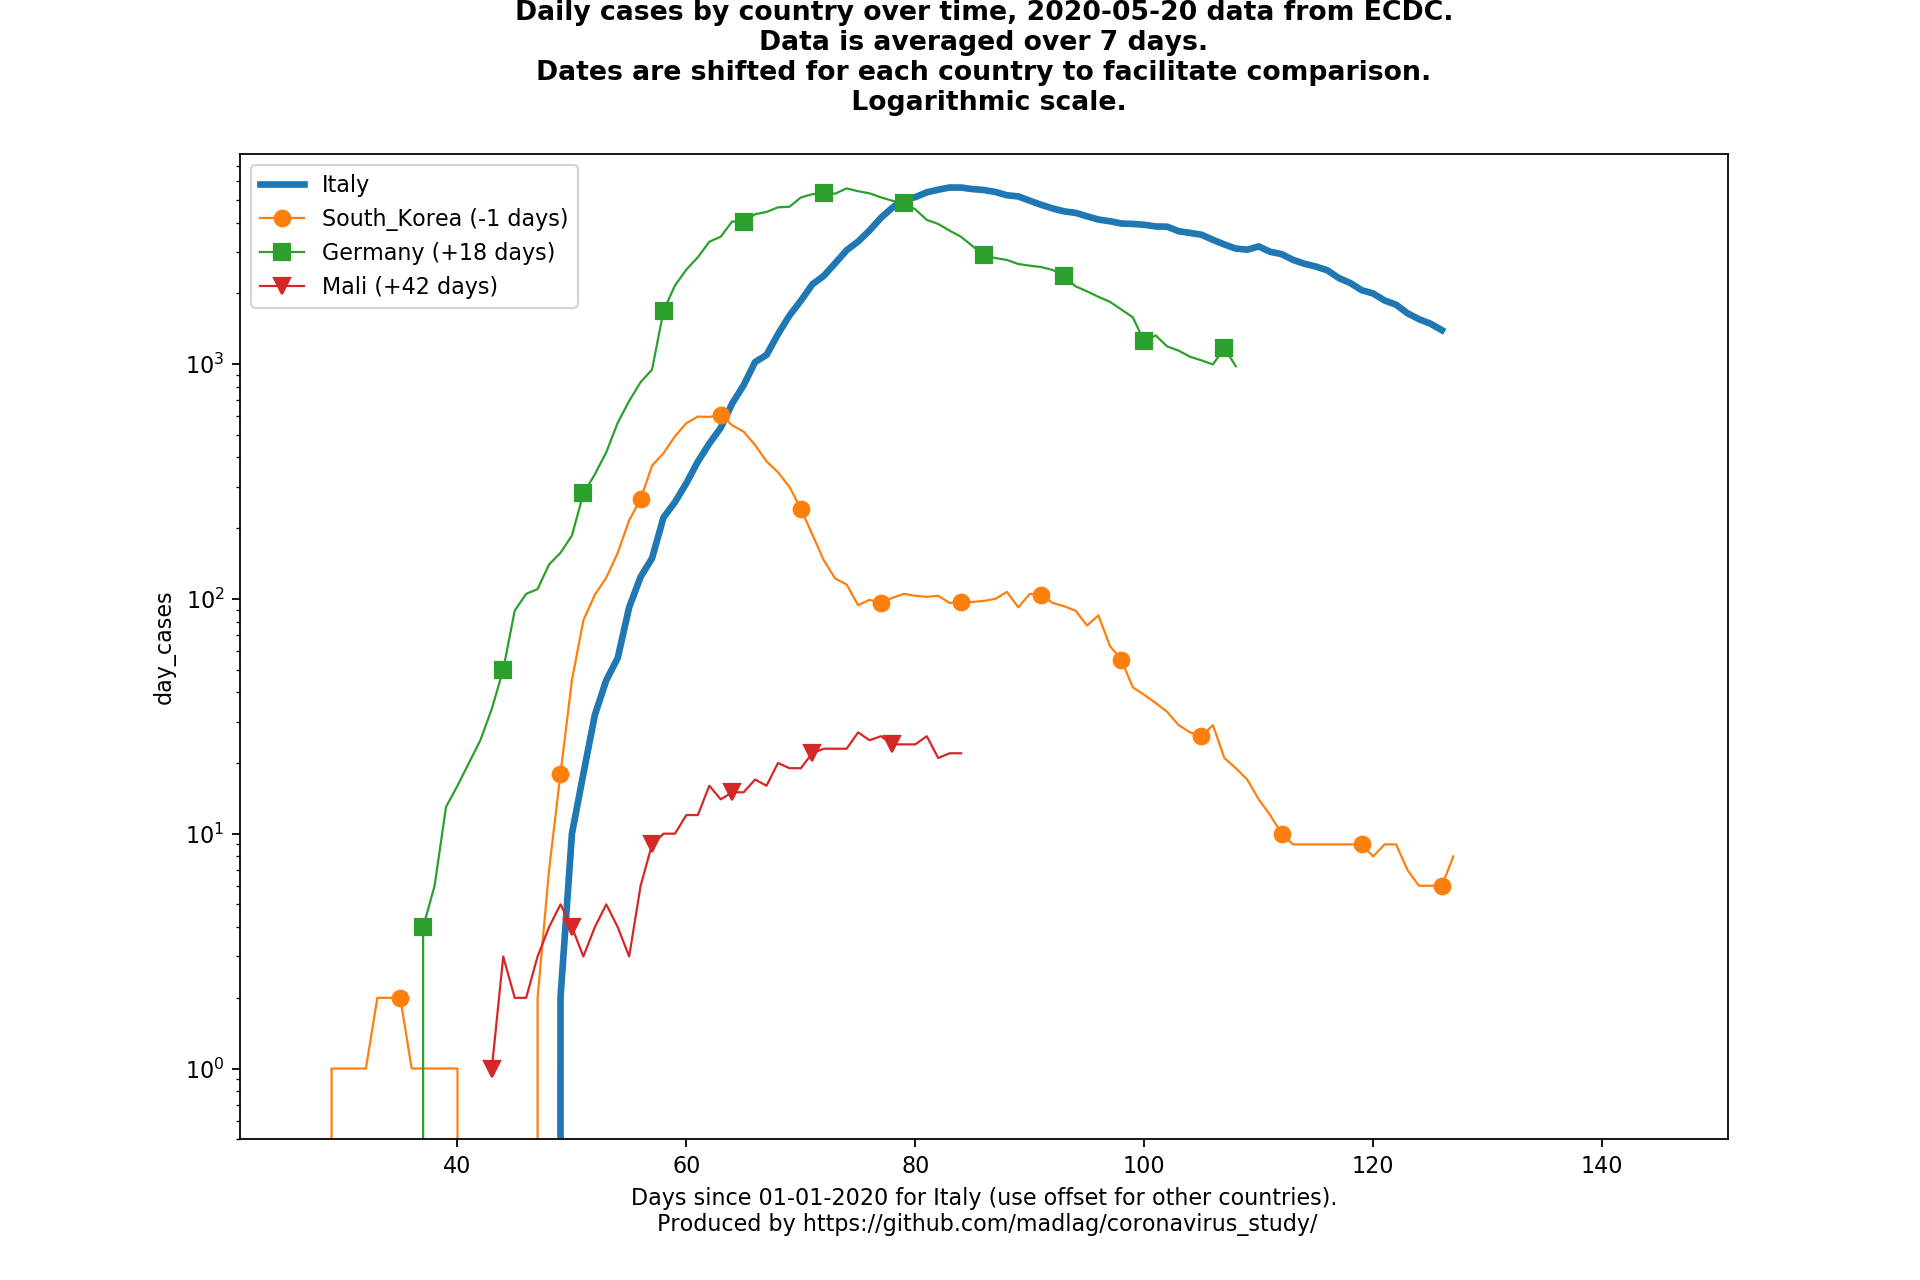 Daily cases by country over time, 2020-05-20 data from ECDC.
Data is averaged over 7 days.
Dates are shifted for each country to facilitate comparison.
Logarithmic scale.
Italy
South_Korea (-1 days)
Germany (+18 days)
Mali (+42 days)
day_cases
10³
10²
10¹
10⁰
40 60 80 100 120 140
Days since 01-01-2020 for Italy (use offset for other countries).
Produced by https://github.com/madlag/coronavirus_study/